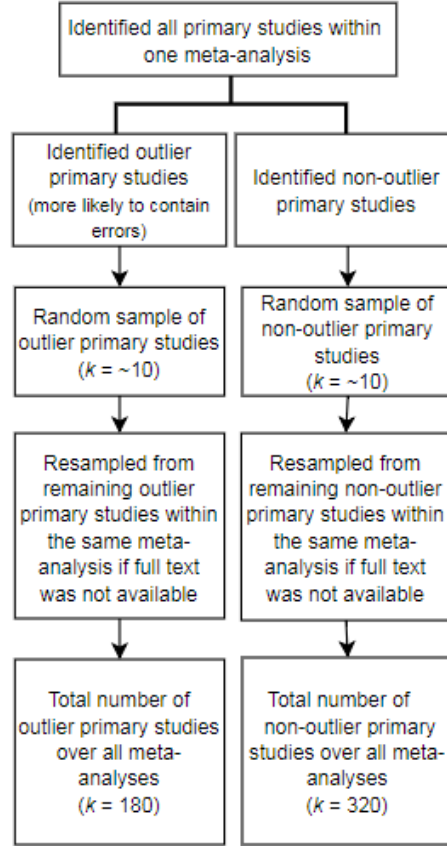 Identified all primary studies within
one meta-analysis
Identified outlier
primary studies
(more likely to contain
errors)
Identified non-outlier
primary studies
Random sample of
outlier primary studies
(k = ~10)
Random sample of
non-outlier primary
studies
(k = ~10)
Resampled from
remaining outlier
primary studies within
the same meta-
analysis if full text
was not available
Resampled from
remaining non-outlier
primary studies within
the same meta-
analysis if full text
was not available
Total number of
outlier primary studies
over all meta-
analyses
(k = 180)
Total number of
non-outlier primary
studies over all meta-
analyses
(k = 320)